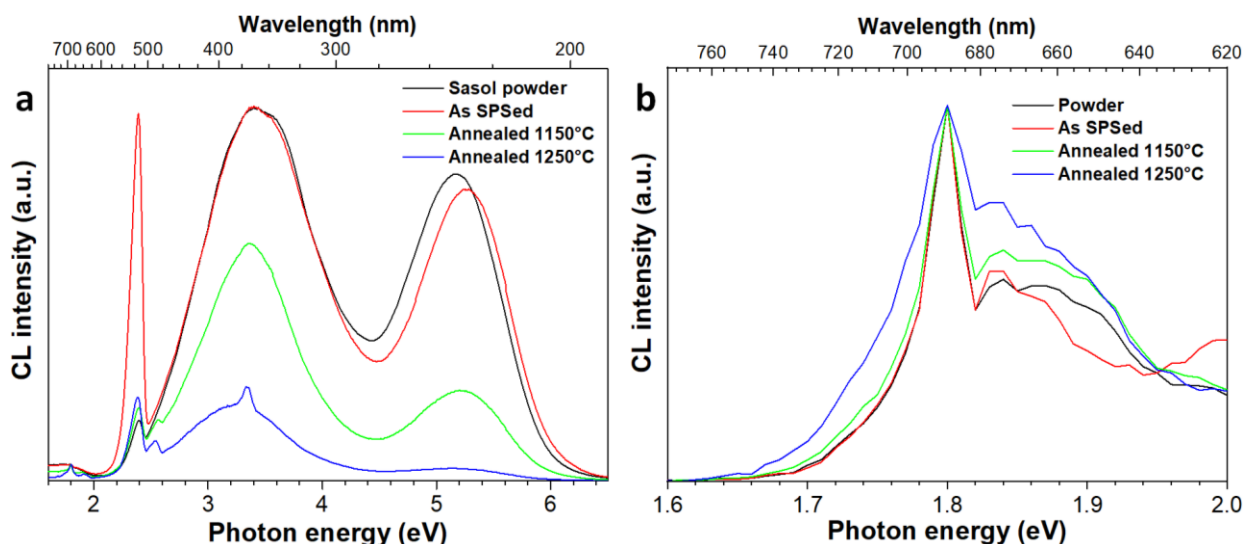 Wavelength (nm)
700 600 500 400 300 200
a
CL intensity (a.u.)
Sasol powder
As SPSed
Annealed 1150°C
Annealed 1250°C
2 3 4 5 6
Photon energy (eV)
Wavelength (nm)
760 740 720 700 680 660 640 620
b
CL intensity (a.u.)
Powder
As SPSed
Annealed 1150°C
Annealed 1250°C
1.6 1.7 1.8 1.9 2.0
Photon energy (eV)